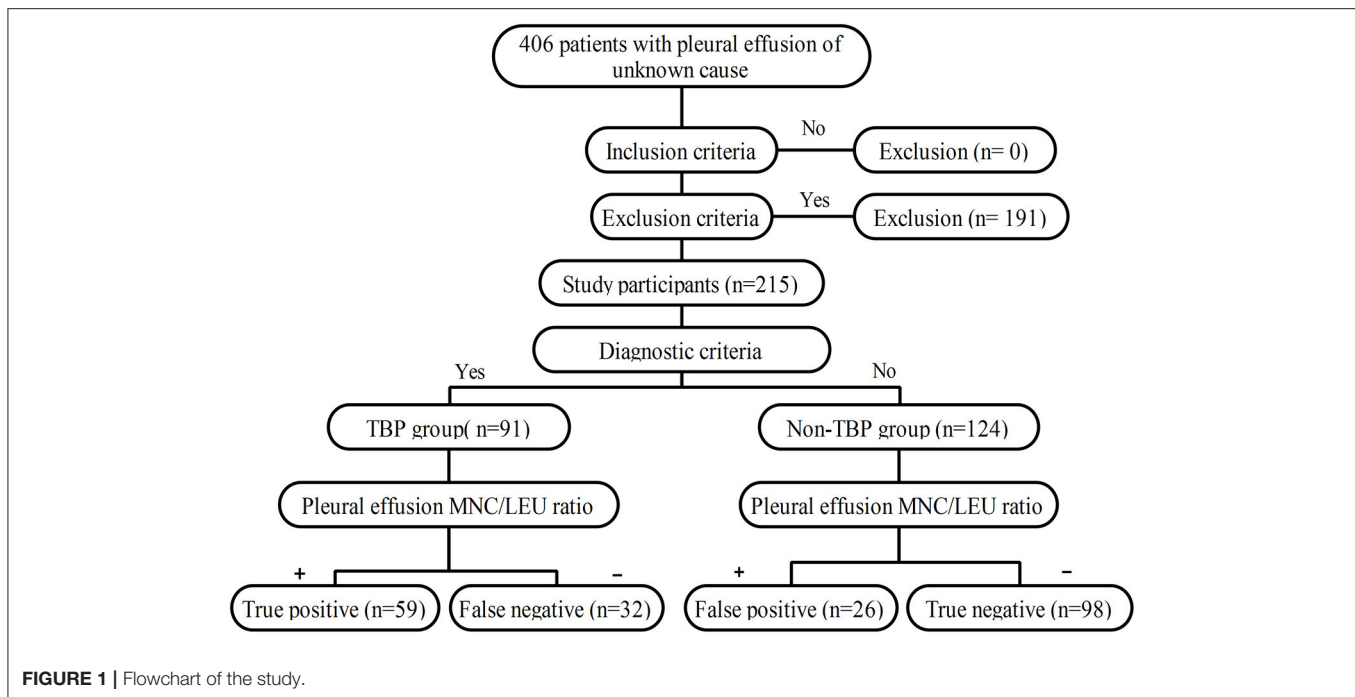 406 patients with pleural effusion of
unknown cause
No
Inclusion criteria
Exclusion (n= 0)
Yes
Exclusion criteria
Exclusion (n= 191)
Study participants (n=215)
Diagnostic criteria
Yes
No
TBP group( n=91)
Non-TBP group (n=124)
Pleural effusion MNC/LEU ratio
Pleural effusion MNC/LEU ratio
+
−
+
−
True positive (n=59)
False negative (n=32)
False positive (n=26)
True negative (n=98)
FIGURE 1 | Flowchart of the study.